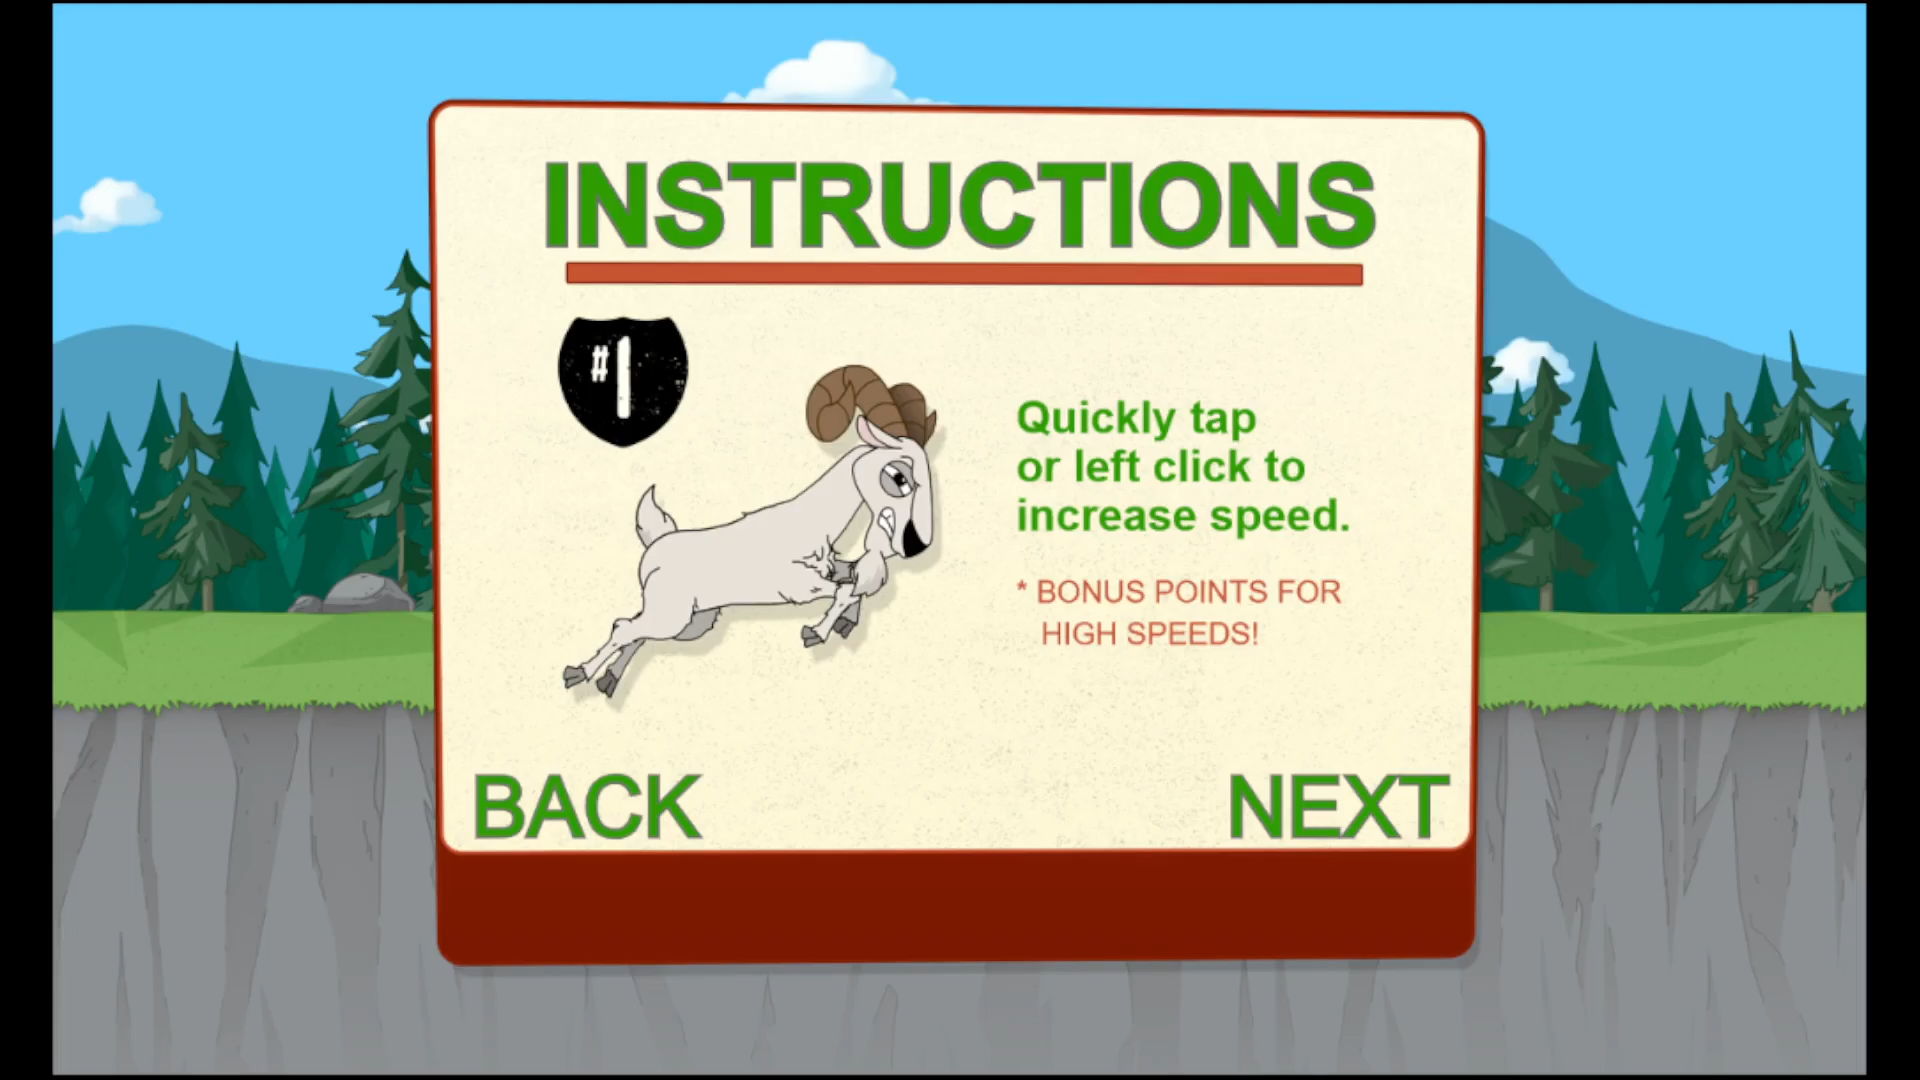 INSTRUCTIONS
#1
Quickly tap
or left click to
increase speed.
* BONUS POINTS FOR
HIGH SPEEDS!
BACK
NEXT